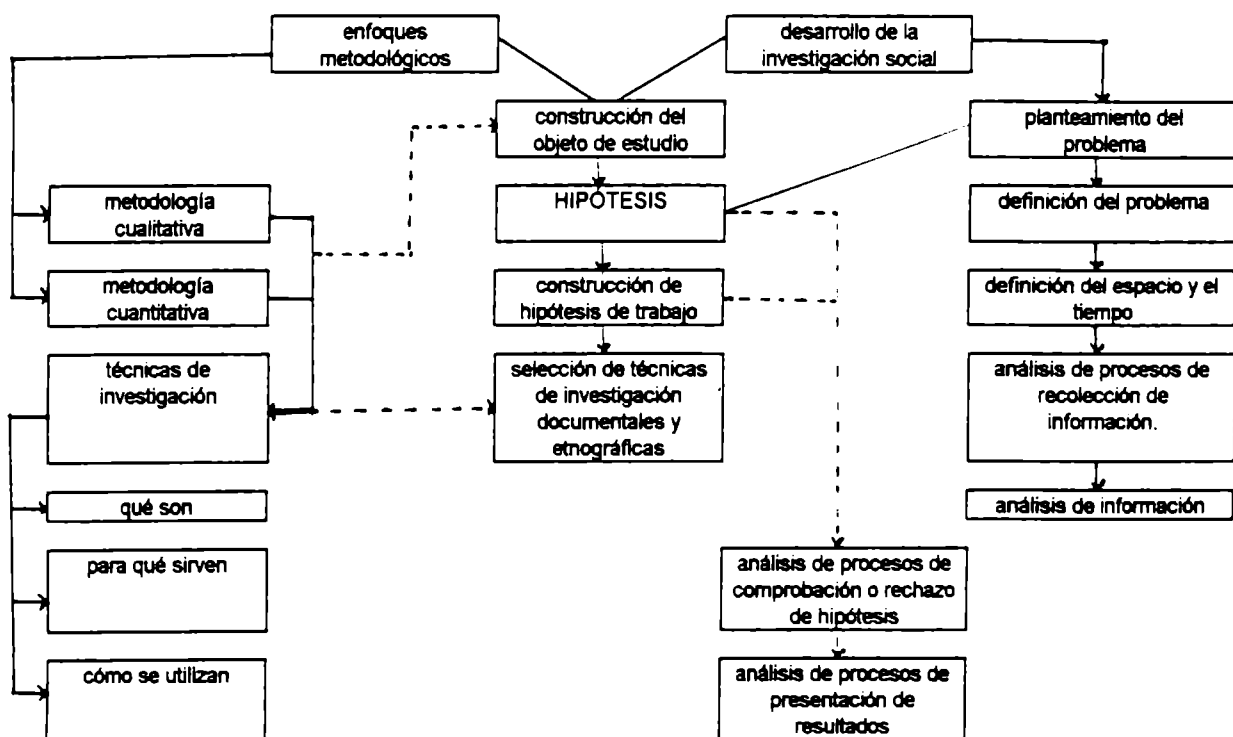 enfoques
metodológicos
desarrollo de la
investigación social
construcción del
objeto de estudio
planteamiento del
problema
metodología
cualitativa
HIPÓTESIS
definición del problema
metodología
cuantitativa
construcción de
hipótesis de trabajo
definición del espacio y el
tiempo
técnicas de
investigación
selección de técnicas
de investigación
documentales y
etnográficas
análisis de procesos de
recolección de
información.
qué son
análisis de información
para qué sirven
análisis de procesos de
comprobación o rechazo
de hipótesis
cómo se utilizan
análisis de procesos de
presentación de
resultados